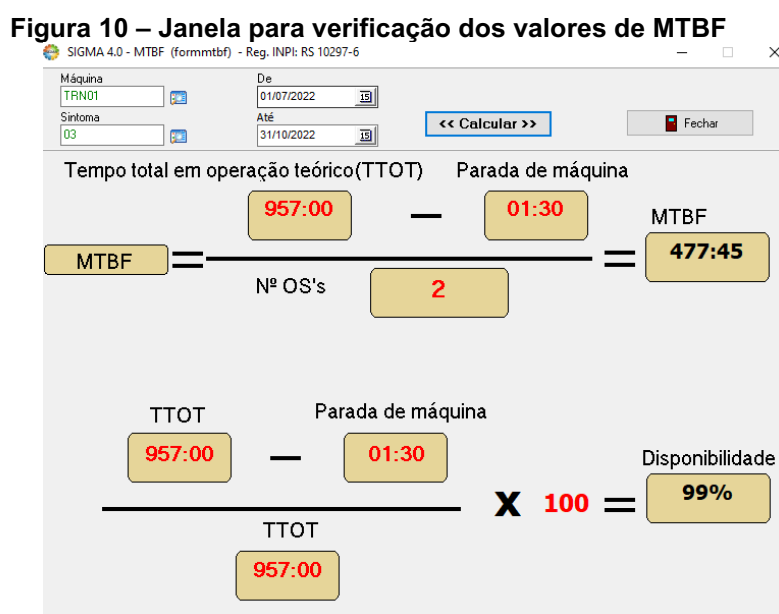 Figura 10 – Janela para verificação dos valores de MTBF
SIGMA 4.0 - MTBF (formmtbf) - Reg. INPI: RS 10297-6
Máquina
De
TRN01
01/07/2022
15
Sintoma
Até
<< Calcular >>
Fechar
03
31/10/2022
15
Tempo total em operação teórico(TTOT)
Parada de máquina
957:00
—
01:30
MTBF
MTBF
=
=
477:45
Nº OS's
2
TTOT
Parada de máquina
957:00
—
01:30
Disponibilidade
X 100 =
99%
TTOT
957:00